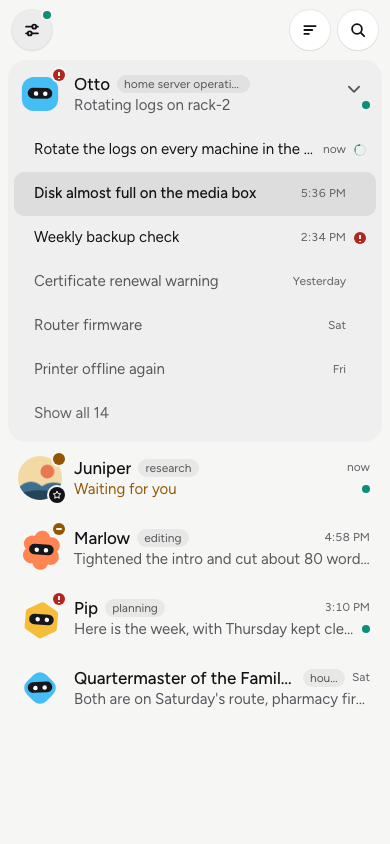 Otto home server operati...
Rotating logs on rack-2
Rotate the logs on every machine in the ... now
Disk almost full on the media box 5:36 PM
Weekly backup check 2:34 PM
Certificate renewal warning Yesterday
Router firmware Sat
Printer offline again Fri
Show all 14
Juniper research now
Waiting for you
Marlow editing 4:58 PM
Tightened the intro and cut about 80 word...
Pip planning 3:10 PM
Here is the week, with Thursday kept cle...
Quartermaster of the Famil... hou... Sat
Both are on Saturday's route, pharmacy fir...